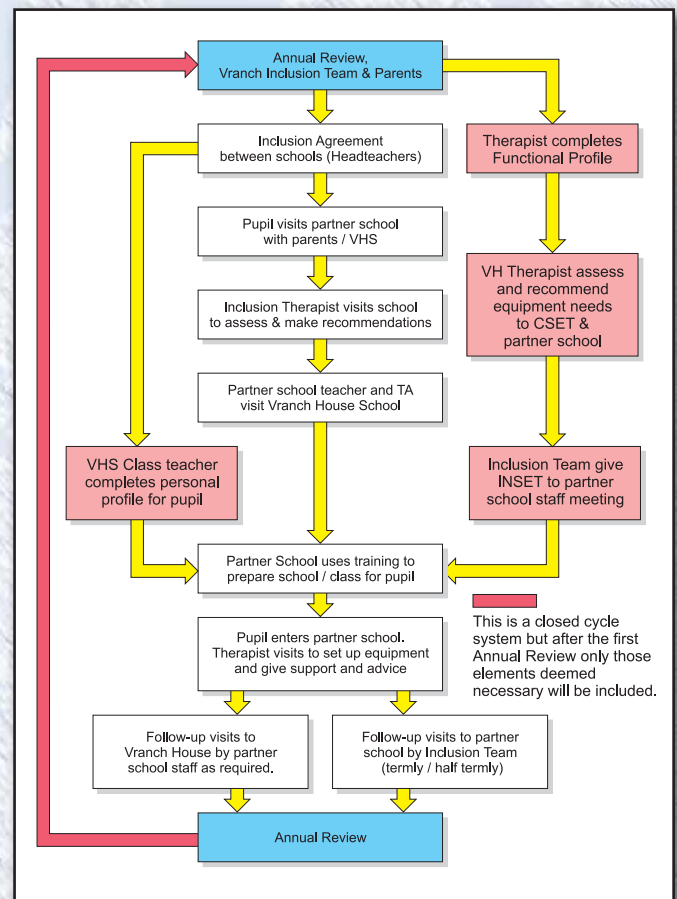 Annual Review,
Vranch Inclusion Team & Parents
Inclusion Agreement
between schools (Headteachers)
Therapist completes
Functional Profile
Pupil visits partner school
with parents / VHS
VH Therapist assess
and recommend
equipment needs
to CSET &
partner school
Inclusion Therapist visits school
to assess & make recommendations
Partner school teacher and TA
visit Vranch House School
VHS Class teacher
completes personal
profile for pupil
Inclusion Team give
INSET to partner
school staff meeting
Partner School uses training to
prepare school / class for pupil
This is a closed cycle
system but after the first
Annual Review only those
elements deemed
necessary will be included.
Pupil enters partner school.
Therapist visits to set up equipment
and give support and advice
Follow-up visits to
Vranch House by partner
school staff as required.
Follow-up visits to partner
school by Inclusion Team
(termly / half termly)
Annual Review